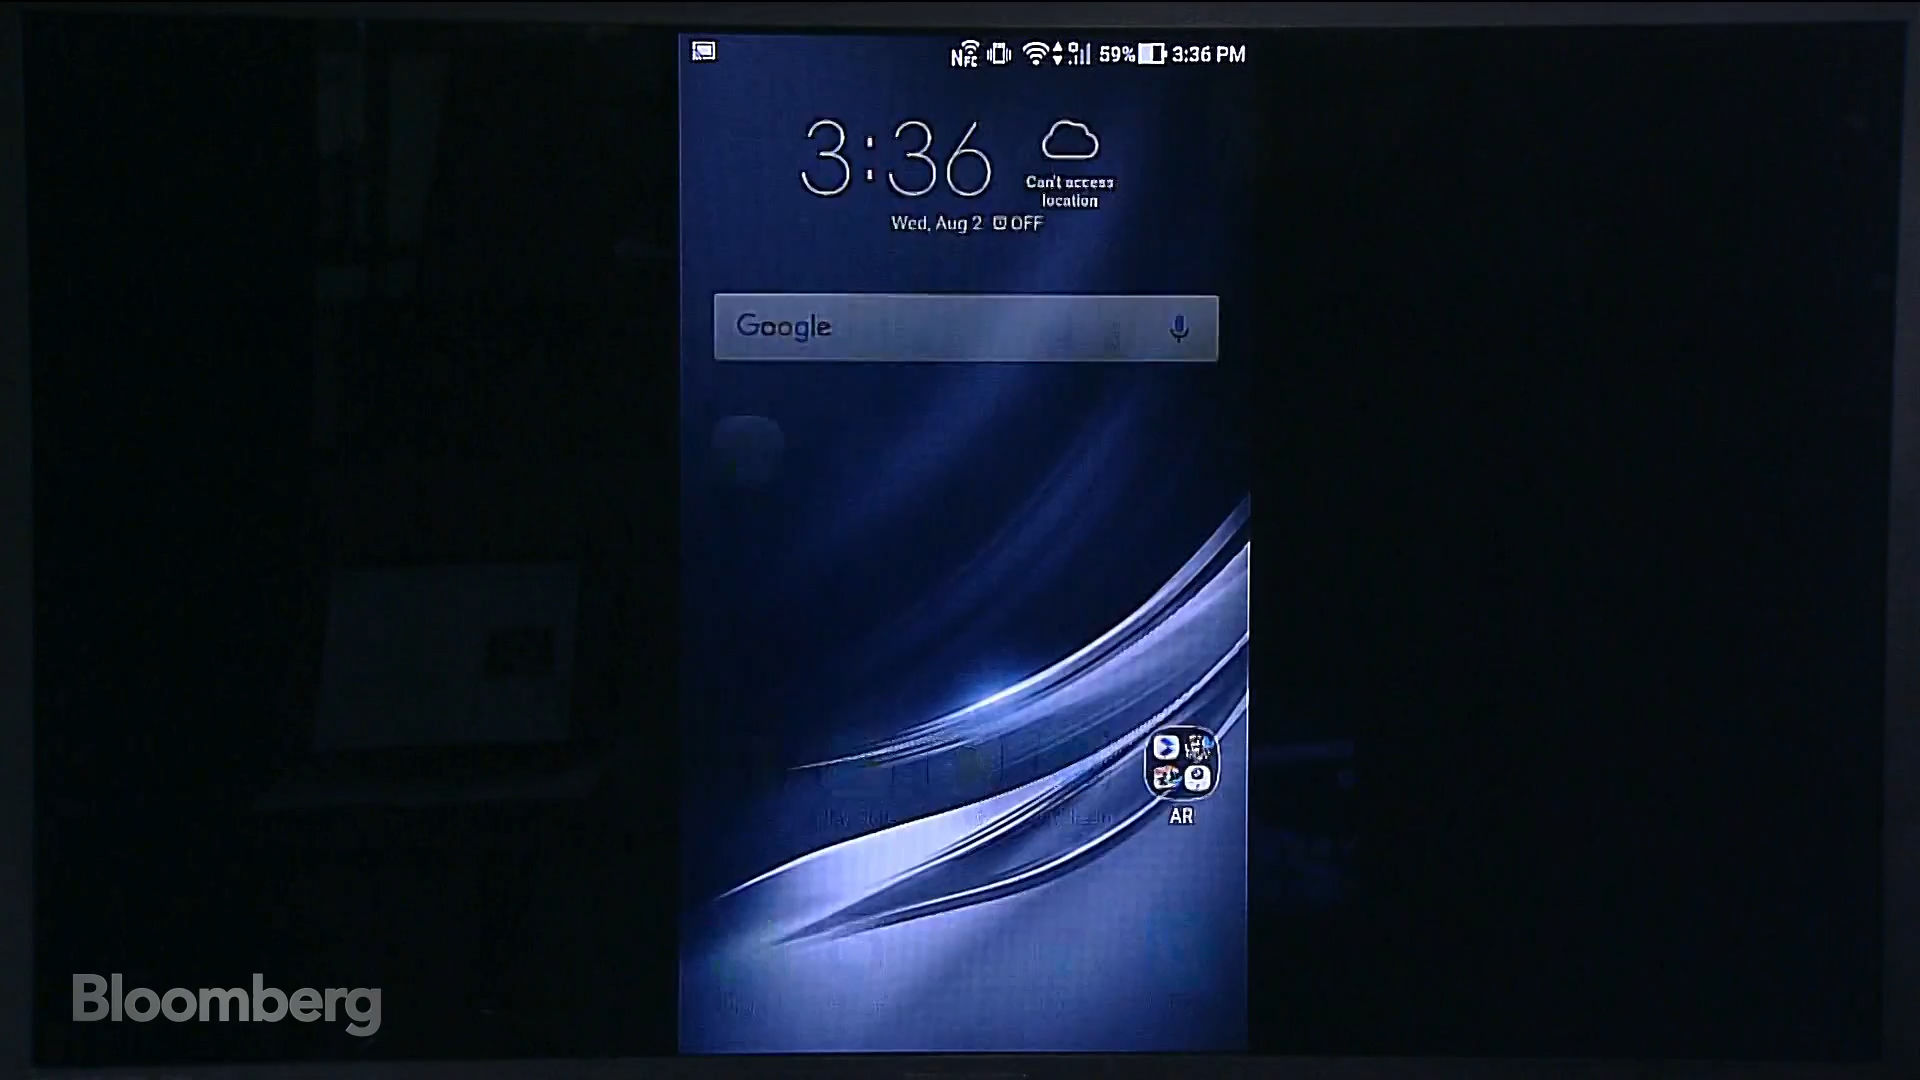 NFC 59% 3:36 PM
3:36
Can't access
location
Wed, Aug 2 OFF
Google
AR
Bloomberg